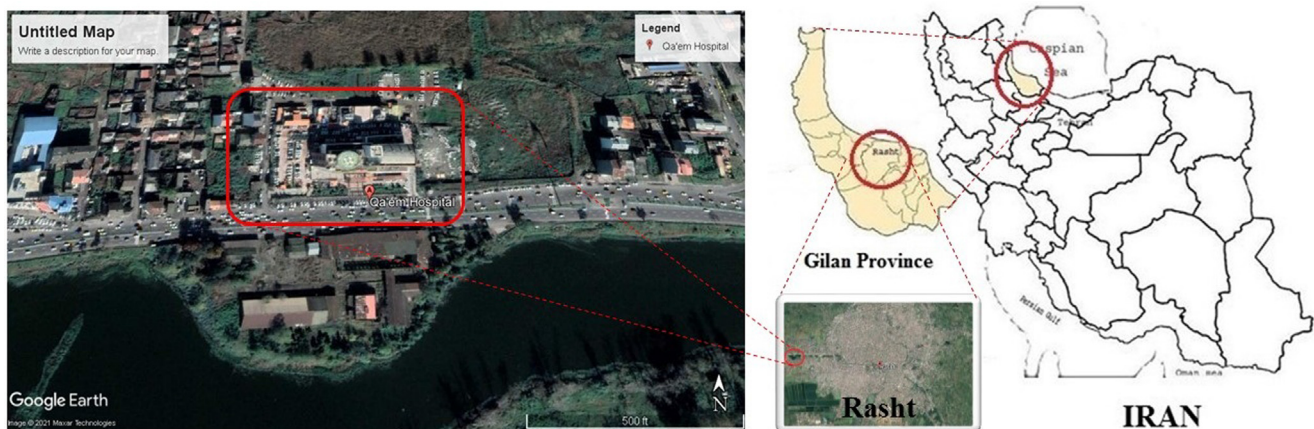 Untitled Map
Write a description for your map.
Legend
Qa'em Hospital
Qa'em Hospital
Google Earth
Image © 2021 Maxar Technologies
500 ft
N
Caspian
Sea
Rasht
Gilan Province
Rasht
Persian Gulf
Oman sea
IRAN